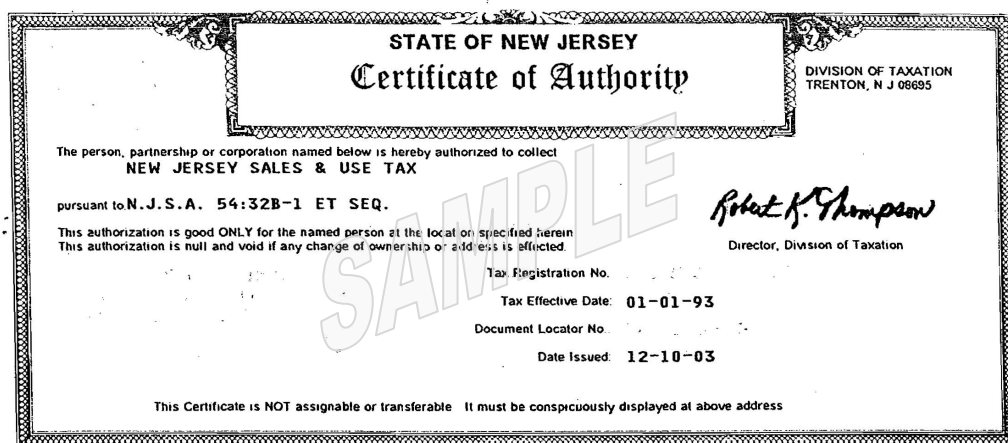 STATE OF NEW JERSEY
Certificate of Authority
DIVISION OF TAXATION
TRENTON, N J 08695
The person, partnership or corporation named below is hereby authorized to collect
NEW JERSEY SALES & USE TAX
pursuant to N.J.S.A. 54:32B-1 ET SEQ.
This authorization is good ONLY for the named person at the location specified herein
This authorization is null and void if any change of ownership or address is effected.
Robert K. Thompson
Director, Division of Taxation
SAMPLE
Tax Registration No.
Tax Effective Date: 01-01-93
Document Locator No.
Date Issued: 12-10-03
This Certificate is NOT assignable or transferable It must be conspicuously displayed at above address